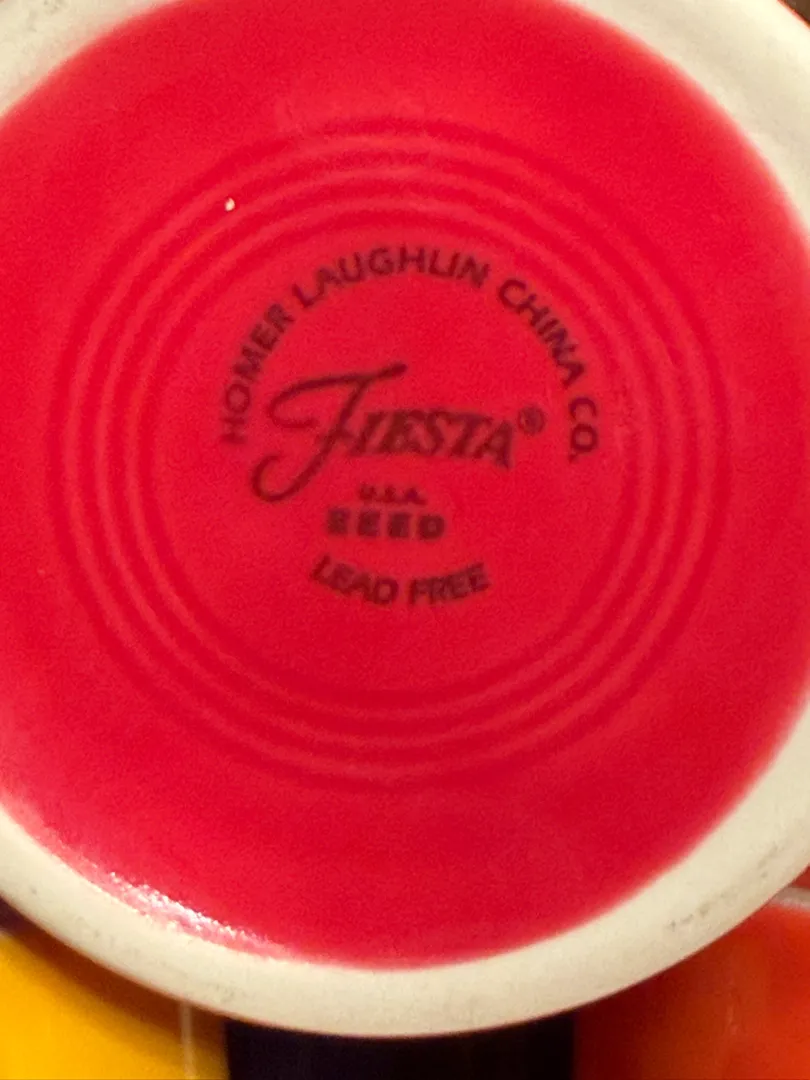 HOMER LAUGHLIN CHINA CO.
FIESTA®
U.S.A.
LEAD FREE